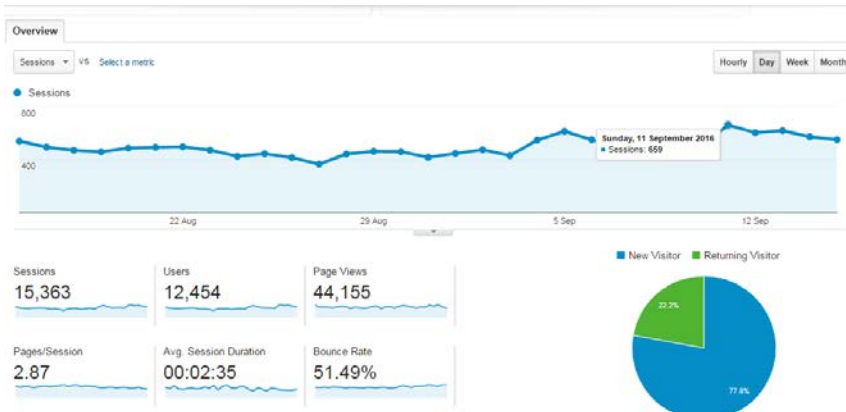 Overview
Sessions VS Select a metric Hourly Day Week Month
Sessions
800
Sunday, 11 September 2016
Sessions: 659
400
22 Aug 29 Aug 5 Sep 12 Sep
New Visitor Returning Visitor
Sessions Users Page Views
15,363 12,454 44,155
22.2%
Pages/Session Avg. Session Duration Bounce Rate
2.87 00:02:35 51.49%
77.8%